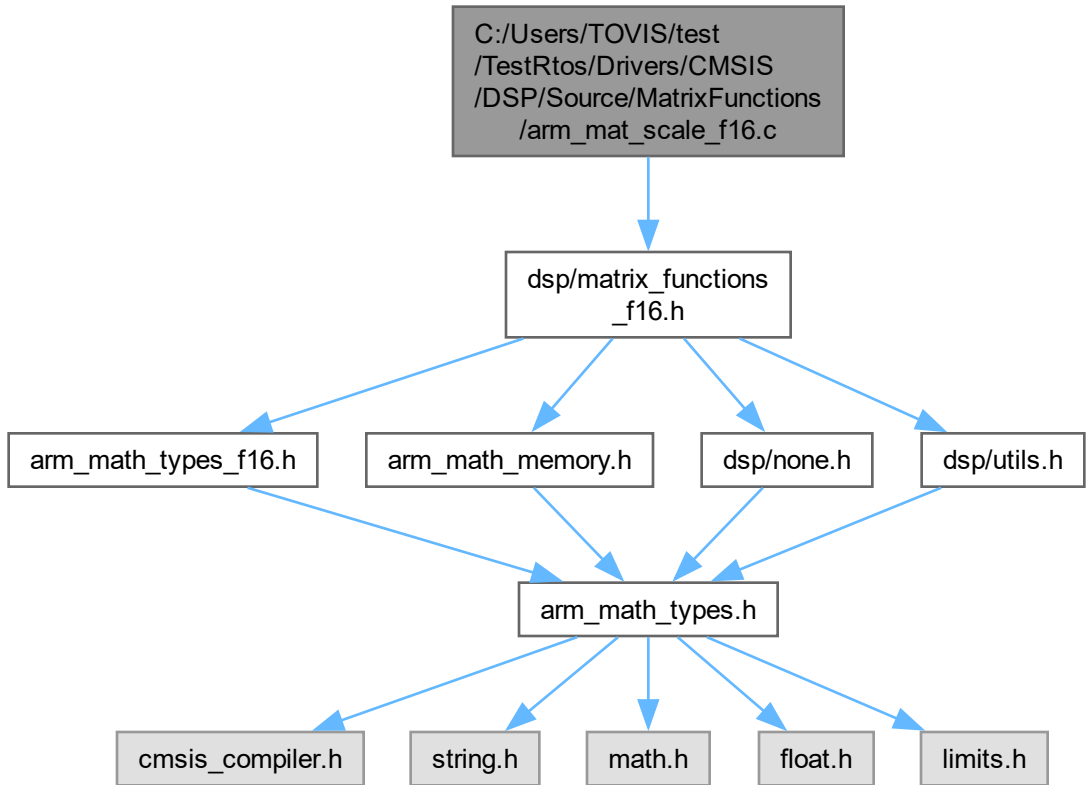 C:/Users/TOVIS/test
/TestRtos/Drivers/CMSIS
/DSP/Source/MatrixFunctions
/arm_mat_scale_f16.c
dsp/matrix_functions
_f16.h
arm_math_types_f16.h
arm_math_memory.h
dsp/none.h
dsp/utils.h
arm_math_types.h
cmsis_compiler.h
string.h
math.h
float.h
limits.h